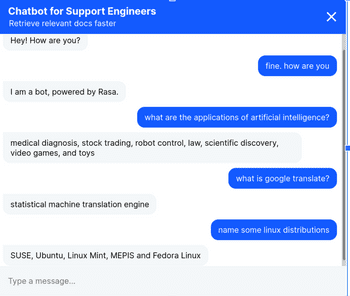 Chatbot for Support Engineers
Retrieve relevant docs faster
Hey! How are you?
fine. how are you
I am a bot, powered by Rasa.
what are the applications of artificial intelligence?
medical diagnosis, stock trading, robot control, law, scientific discovery,
video games, and toys
what is google translate?
statistical machine translation engine
name some linux distributions
SUSE, Ubuntu, Linux Mint, MEPIS and Fedora Linux
Type a message...